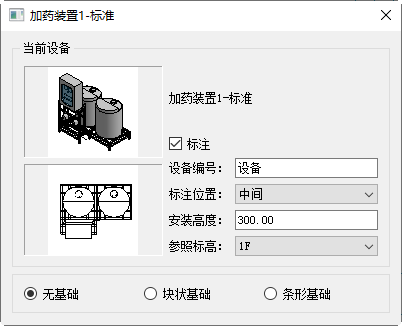 加药装置1-标准
当前设备
加药装置1-标准
标注
设备编号： 设备
标注位置： 中间
安装高度： 300.00
参照标高： 1F
无基础 块状基础 条形基础